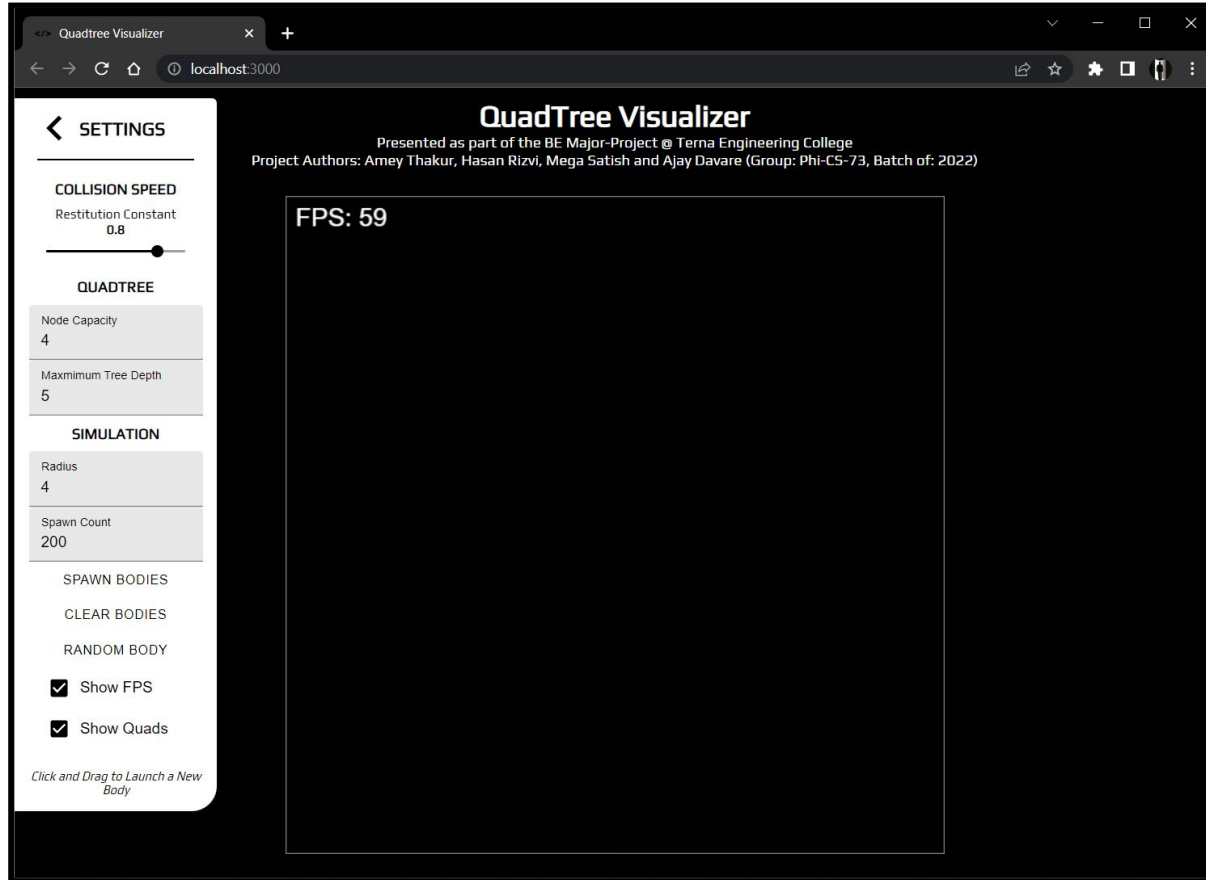 Quadtree Visualizer
localhost:3000
SETTINGS
COLLISION SPEED
Restitution Constant
0.8
QUADTREE
Node Capacity
4
Maxmimum Tree Depth
5
SIMULATION
Radius
4
Spawn Count
200
SPAWN BODIES
CLEAR BODIES
RANDOM BODY
Show FPS
Show Quads
Click and Drag to Launch a New
Body
QuadTree Visualizer
Presented as part of the BE Major-Project @ Terna Engineering College
Project Authors: Amey Thakur, Hasan Rizvi, Mega Satish and Ajay Davare (Group: Phi-CS-73, Batch of: 2022)
FPS: 59